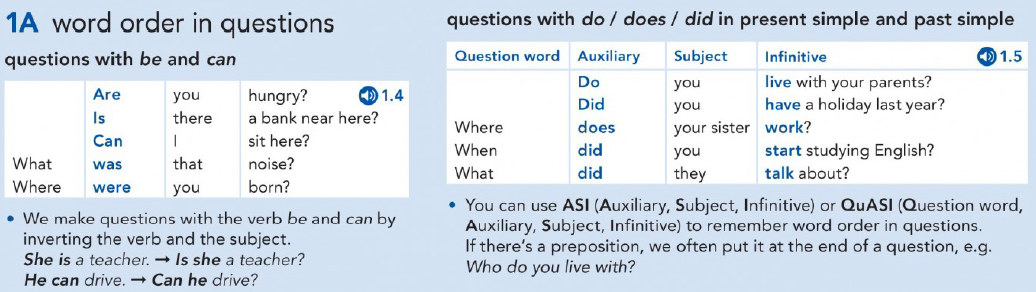 1A word order in questions
questions with be and can
Are you hungry? 1.4
Is there a bank near here?
Can I sit here?
What was that noise?
Where were you born?
• We make questions with the verb be and can by
inverting the verb and the subject.
She is a teacher. → Is she a teacher?
He can drive. → Can he drive?
questions with do / does / did in present simple and past simple
Question word Auxiliary Subject Infinitive 1.5
Do you live with your parents?
Did you have a holiday last year?
Where does your sister work?
When did you start studying English?
What did they talk about?
• You can use ASI (Auxiliary, Subject, Infinitive) or QuASI (Question word,
Auxiliary, Subject, Infinitive) to remember word order in questions.
If there's a preposition, we often put it at the end of a question, e.g.
Who do you live with?